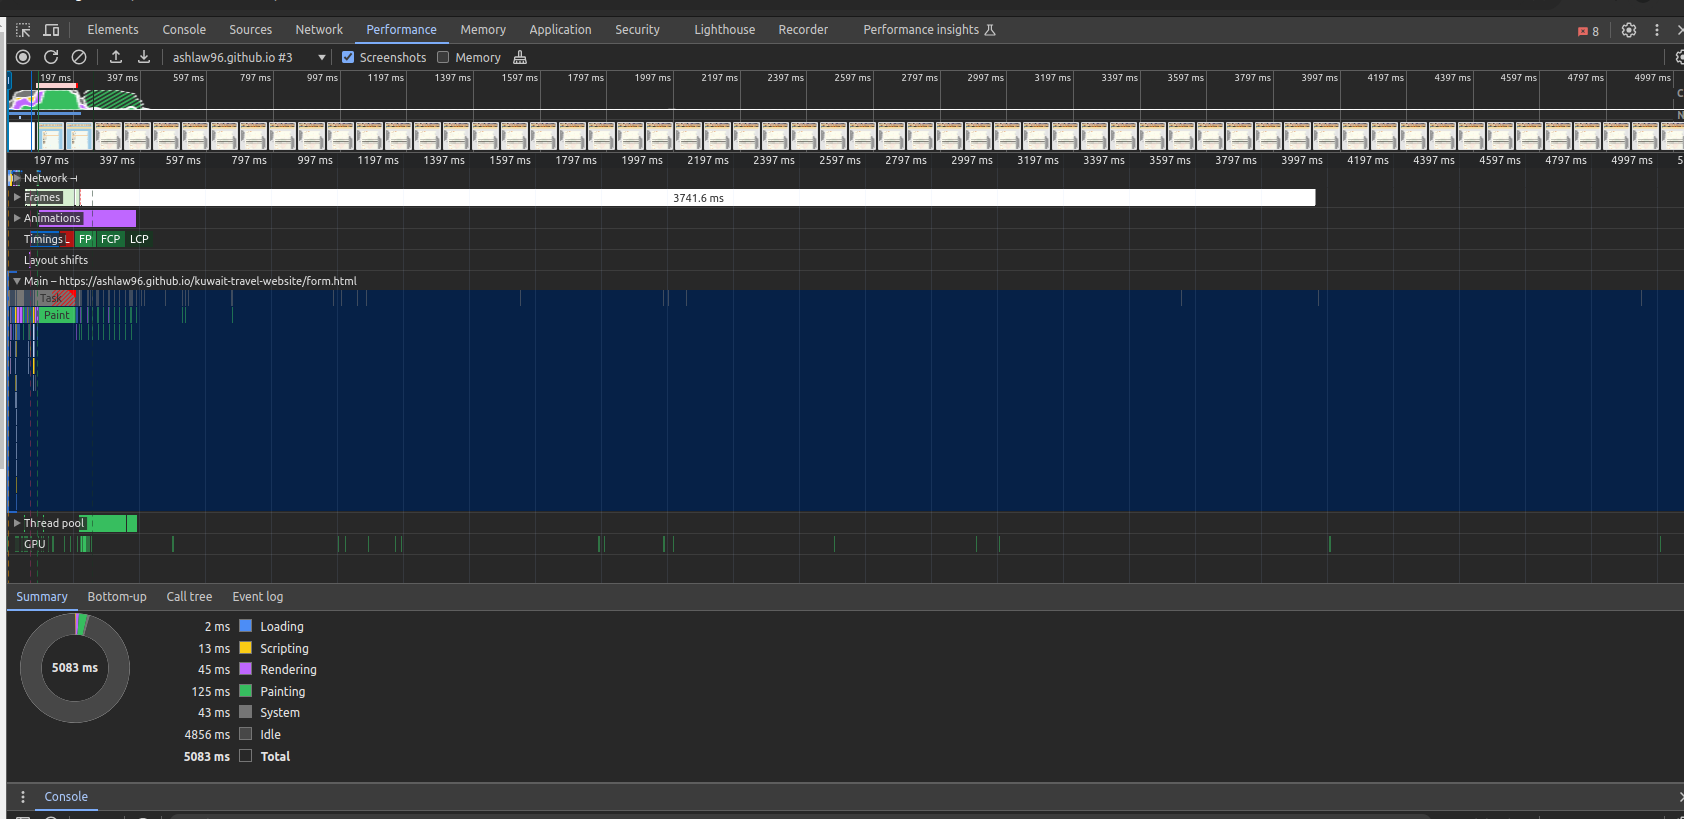 Elements Console Sources Network Performance Memory Application Security Lighthouse Recorder Performance insights 8
ashlaw96.github.io #3 Screenshots Memory
197 ms 397 ms 597 ms 797 ms 997 ms 1197 ms 1397 ms 1597 ms 1797 ms 1997 ms 2197 ms 2397 ms 2597 ms 2797 ms 2997 ms 3197 ms 3397 ms 3597 ms 3797 ms 3997 ms 4197 ms 4397 ms 4597 ms 4797 ms 4997 ms
C
N
197 ms 397 ms 597 ms 797 ms 997 ms 1197 ms 1397 ms 1597 ms 1797 ms 1997 ms 2197 ms 2397 ms 2597 ms 2797 ms 2997 ms 3197 ms 3397 ms 3597 ms 3797 ms 3997 ms 4197 ms 4397 ms 4597 ms 4797 ms 4997 ms 5
Network
Frames 3741.6 ms
Animations
Timings L FP FCP LCP
Layout shifts
Main – https://ashlaw96.github.io/kuwait-travel-website/form.html
Task
Paint
Thread pool
GPU
Summary Bottom-up Call tree Event log
5083 ms
2 ms Loading
13 ms Scripting
45 ms Rendering
125 ms Painting
43 ms System
4856 ms Idle
5083 ms Total
Console